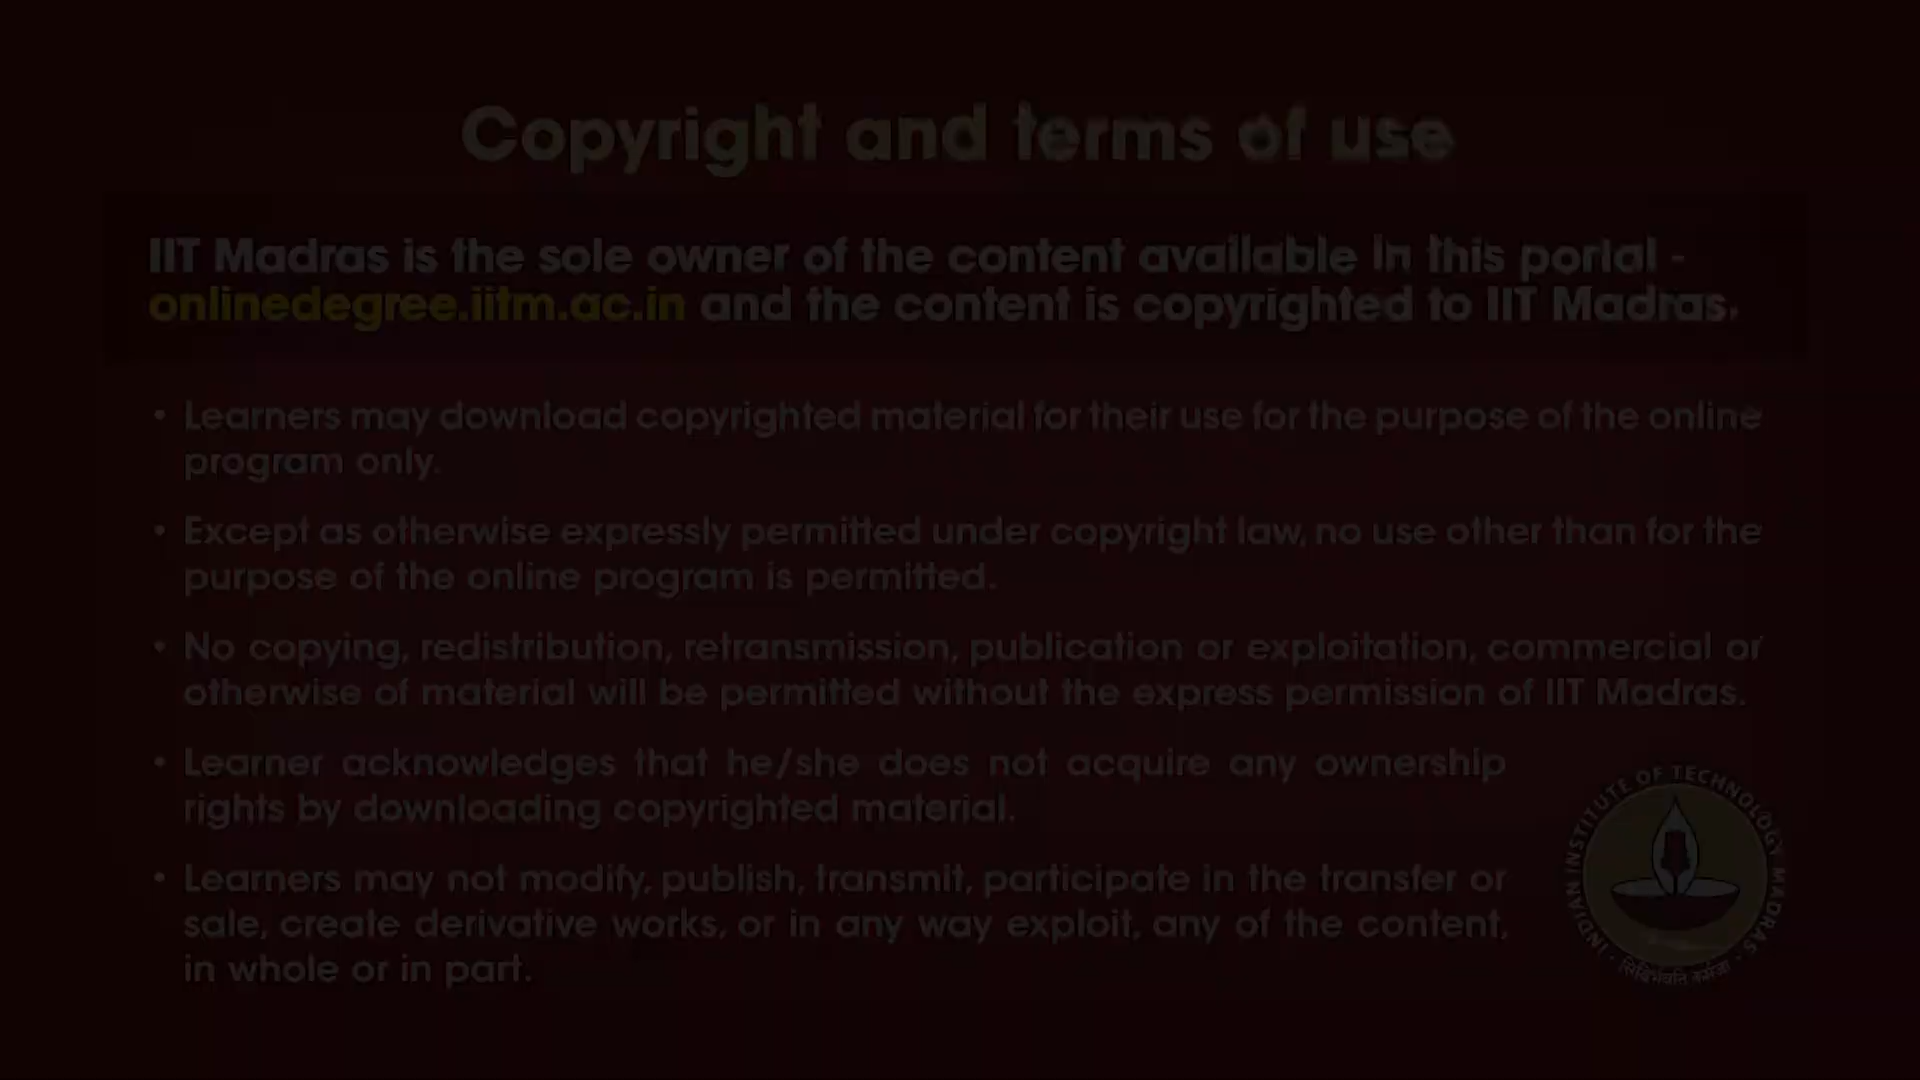 Copyright and terms of use
IIT Madras is the sole owner of the content available in this portal -
onlinedegree.iitm.ac.in and the content is copyrighted to IIT Madras.
• Learners may download copyrighted material for their use for the purpose of the online
program only.
• Except as otherwise expressly permitted under copyright law, no use other than for the
purpose of the online program is permitted.
• No copying, redistribution, retransmission, publication or exploitation, commercial or
otherwise of material will be permitted without the express permission of IIT Madras.
• Learner acknowledges that he/she does not acquire any ownership
rights by downloading copyrighted material.
• Learners may not modify, publish, transmit, participate in the transfer or
sale, create derivative works, or in any way exploit, any of the content,
in whole or in part.
INDIAN INSTITUTE OF TECHNOLOGY MADRAS